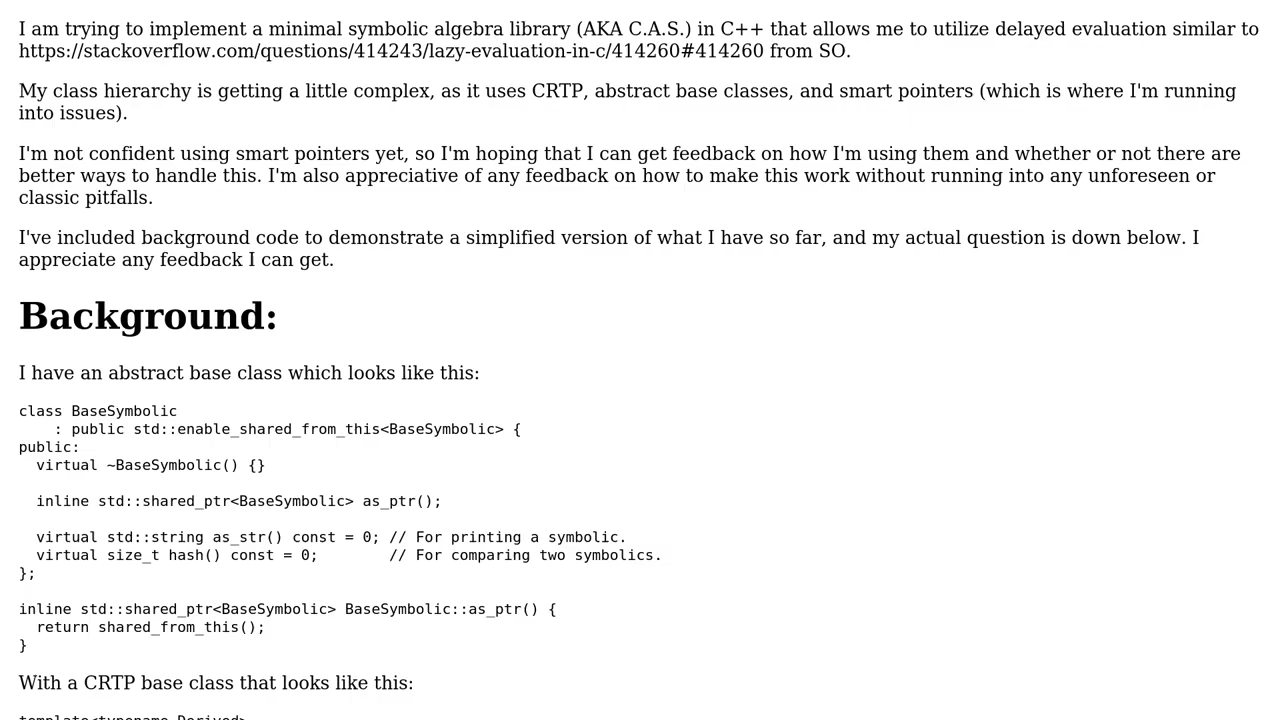 I am trying to implement a minimal symbolic algebra library (AKA C.A.S.) in C++ that allows me to utilize delayed evaluation similar to
https://stackoverflow.com/questions/414243/lazy-evaluation-in-c/414260#414260 from SO.
My class hierarchy is getting a little complex, as it uses CRTP, abstract base classes, and smart pointers (which is where I'm running
into issues).
I'm not confident using smart pointers yet, so I'm hoping that I can get feedback on how I'm using them and whether or not there are
better ways to handle this. I'm also appreciative of any feedback on how to make this work without running into any unforeseen or
classic pitfalls.
I've included background code to demonstrate a simplified version of what I have so far, and my actual question is down below. I
appreciate any feedback I can get.
Background:
I have an abstract base class which looks like this:
class BaseSymbolic
    : public std::enable_shared_from_this<BaseSymbolic> {
public:
  virtual ~BaseSymbolic() {}
  inline std::shared_ptr<BaseSymbolic> as_ptr();
  virtual std::string as_str() const = 0; // For printing a symbolic.
  virtual size_t hash() const = 0;        // For comparing two symbolics.
};
inline std::shared_ptr<BaseSymbolic> BaseSymbolic::as_ptr() {
  return shared_from_this();
}
With a CRTP base class that looks like this:
template<typename Derived>